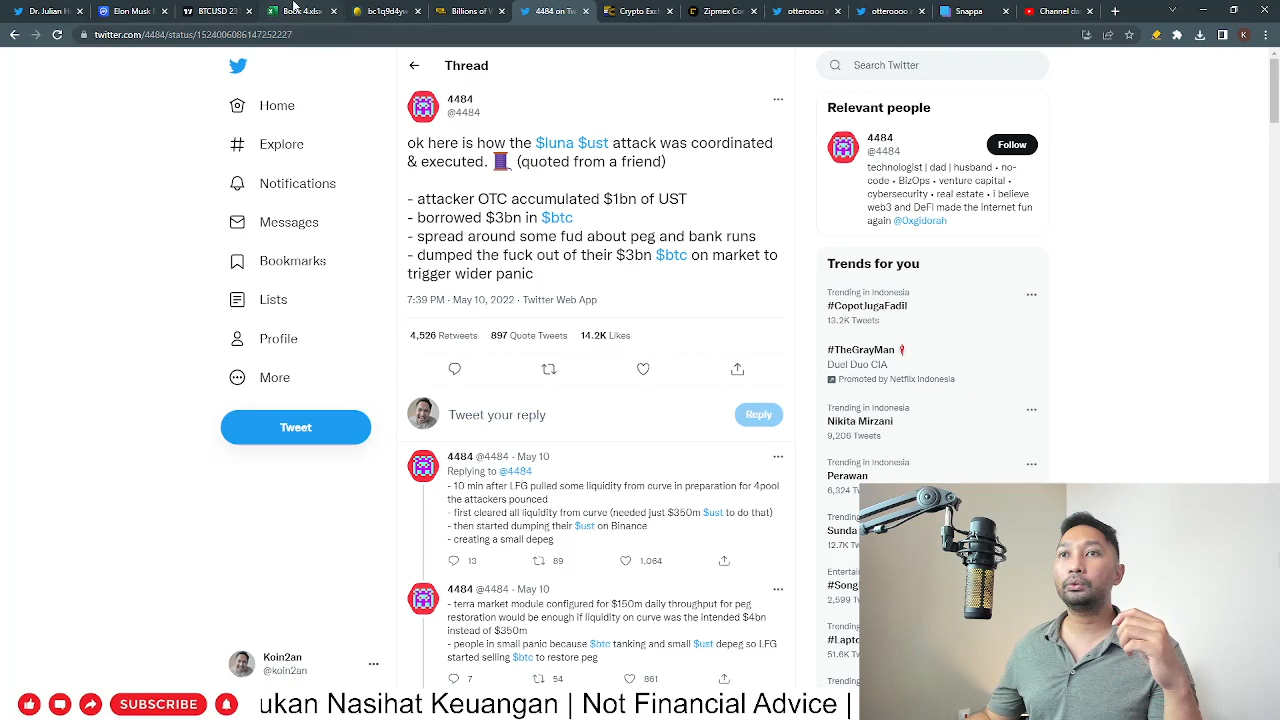 Dr. Julian H
Elon Musk
BTCUSD 23
Book4.xlsx
bc1q9d4yw
Billions of V
4484 on Tw
Crypto Excl
Zipmex Cor
otteroooo
otteroooo
shappa
Channel da
twitter.com/4484/status/1524006086147252227
Home
Explore
Notifications
Messages
Bookmarks
Lists
Profile
More
Tweet
Koin2an
@koin2an
Thread
4484
@4484
ok here is how the $luna $ust attack was coordinated
& executed. 🧵 (quoted from a friend)
- attacker OTC accumulated $1bn of UST
- borrowed $3bn in $btc
- spread around some fud about peg and bank runs
- dumped the fuck out of their $3bn $btc on market to
trigger wider panic
7:39 PM · May 10, 2022 · Twitter Web App
4,526 Retweets 897 Quote Tweets 14.2K Likes
Tweet your reply
Reply
4484 @4484 · May 10
Replying to @4484
- 10 min after LFG pulled some liquidity from curve in preparation for 4pool
the attackers pounced
- first cleared all liquidity from curve (needed just $350m $ust to do that)
- then started dumping their $ust on Binance
- creating a small depeg
13 89 1,064
4484 @4484 · May 10
- terra market module configured for $150m daily throughput for peg
restoration would be enough if liquidity on curve was the intended $4bn
instead of $350m
- people in small panic because $btc tanking and small $ust depeg so LFG
started selling $btc to restore peg
7 54 861
Search Twitter
Relevant people
4484
@4484
Follow
technologist | dad | husband • no-
code • BizOps • venture capital •
cybersecurity • real estate • i believe
web3 and DeFi made the Internet fun
again @0xgidorah
Trends for you
Trending in Indonesia
#CopotJugaFadil
13.2K Tweets
#TheGrayMan
Duel Duo CIA
Promoted by Netflix Indonesia
Trending in Indonesia
Nikita Mirzani
9,206 Tweets
Trending in Indonesia
Perawan
6,324 T
Trending
Sunda
12.7K T
Entertai
#Song
2,599 T
Trending
#Lapto
51.6K T
Trending
SUBSCRIBE
ukan Nasihat Keuangan | Not Financial Advice |